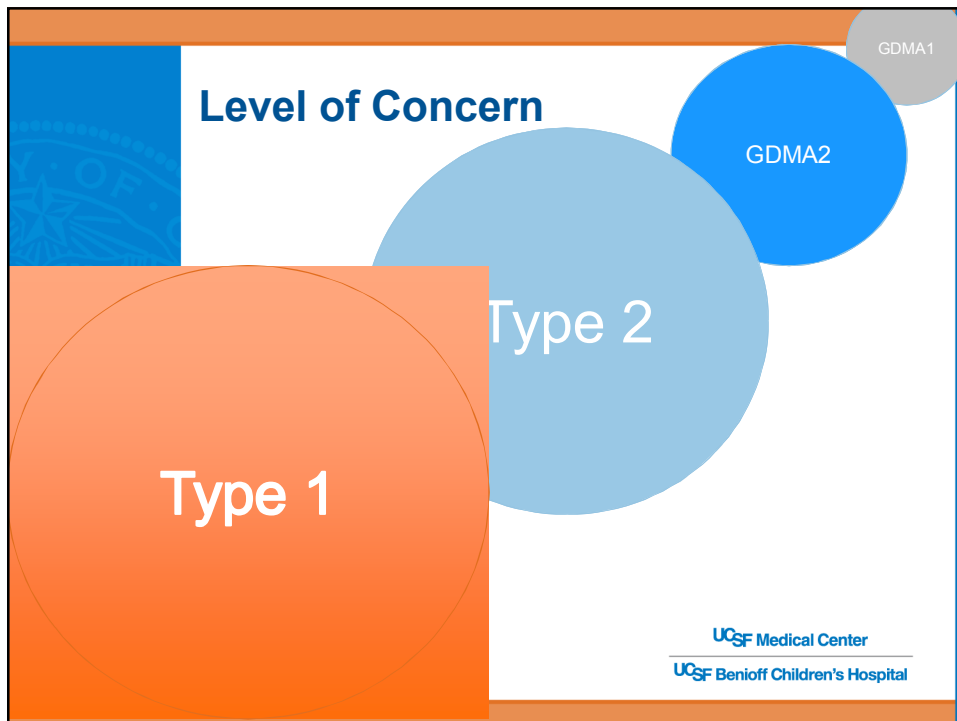 GDMA1
Level of Concern
GDMA2
Type 2
Type 1
UCSF Medical Center
UCSF Benioff Children's Hospital